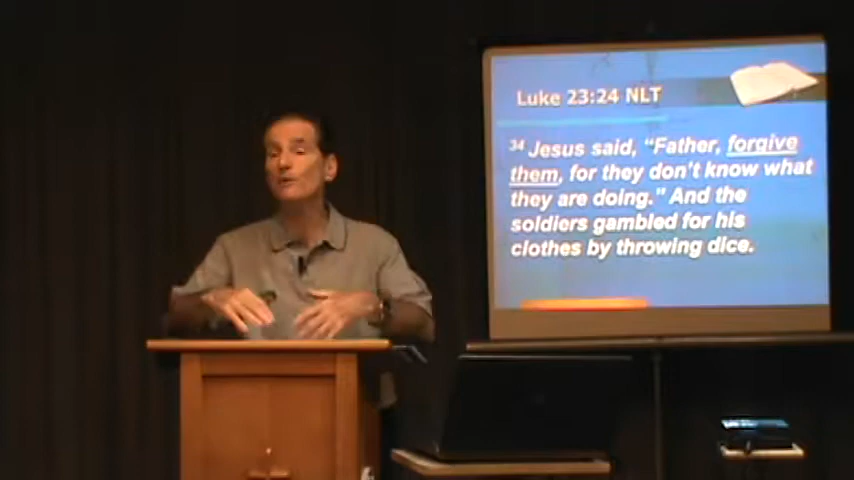 Luke 23:24 NLT
34 Jesus said, “Father, forgive
them, for they don’t know what
they are doing.” And the
soldiers gambled for his
clothes by throwing dice.